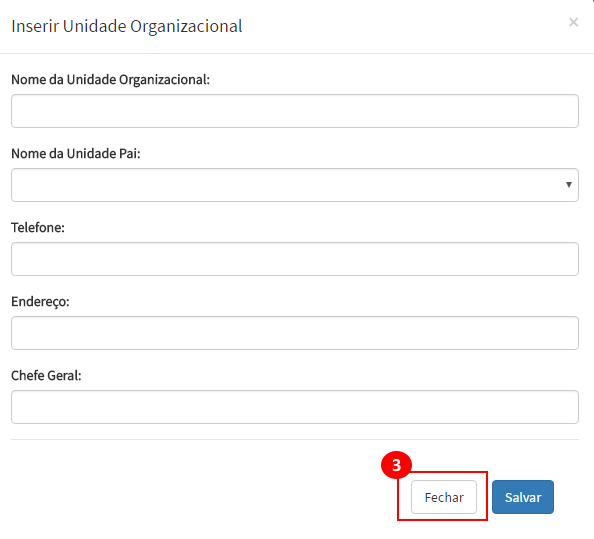 Inserir Unidade Organizacional ×
Nome da Unidade Organizacional:
Nome da Unidade Pai:
Telefone:
Endereço:
Chefe Geral:
3
Fechar Salvar